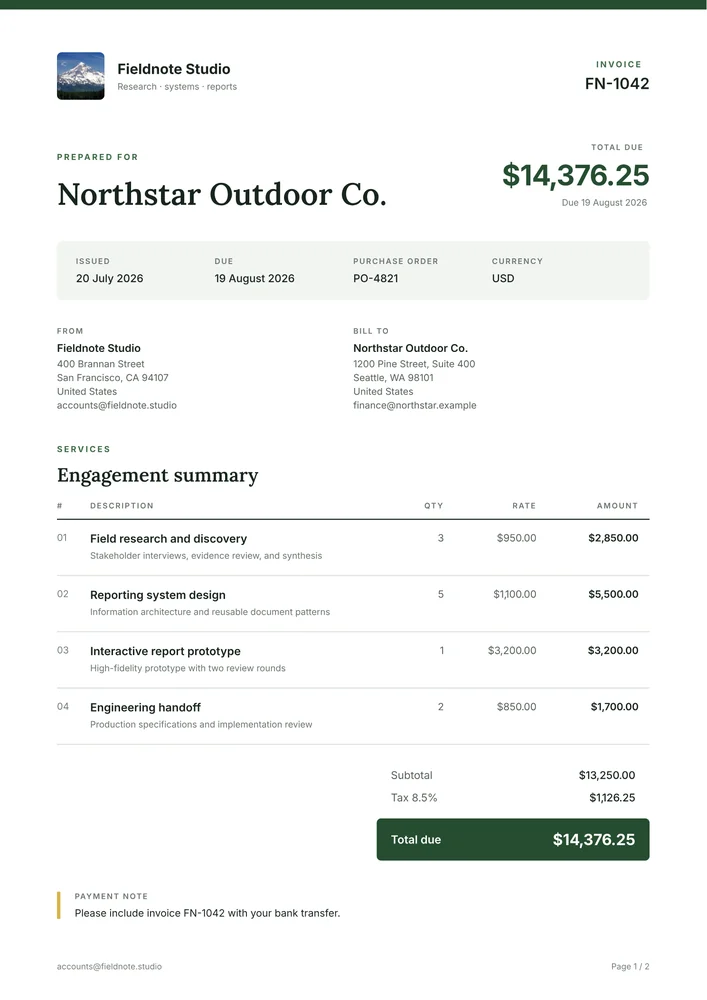 Fieldnote Studio
Research · systems · reports
INVOICE
FN-1042
PREPARED FOR
Northstar Outdoor Co.
TOTAL DUE
$14,376.25
Due 19 August 2026
ISSUED DUE PURCHASE ORDER CURRENCY
20 July 2026 19 August 2026 PO-4821 USD
FROM
Fieldnote Studio
400 Brannan Street
San Francisco, CA 94107
United States
accounts@fieldnote.studio
BILL TO
Northstar Outdoor Co.
1200 Pine Street, Suite 400
Seattle, WA 98101
United States
finance@northstar.example
SERVICES
Engagement summary
# DESCRIPTION QTY RATE AMOUNT
01 Field research and discovery 3 $950.00 $2,850.00
Stakeholder interviews, evidence review, and synthesis
02 Reporting system design 5 $1,100.00 $5,500.00
Information architecture and reusable document patterns
03 Interactive report prototype 1 $3,200.00 $3,200.00
High-fidelity prototype with two review rounds
04 Engineering handoff 2 $850.00 $1,700.00
Production specifications and implementation review
Subtotal $13,250.00
Tax 8.5% $1,126.25
Total due $14,376.25
PAYMENT NOTE
Please include invoice FN-1042 with your bank transfer.
accounts@fieldnote.studio Page 1 / 2